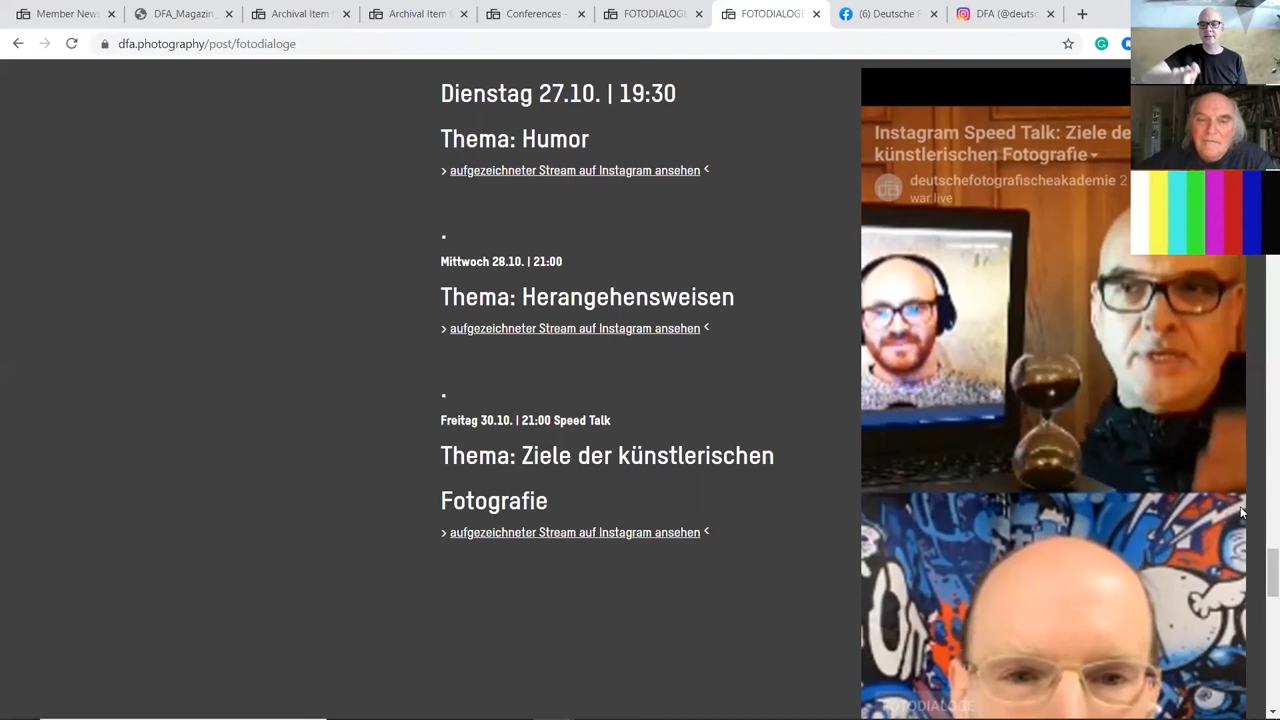 Member News
DFA_Magazin_
Archival Item
Archival Item
Conferences
FOTODIALOGE
FOTODIALOGE
(6) Deutsche F
DFA (@deuts
dfa.photography/post/fotodialoge
Dienstag 27.10. | 19:30
Thema: Humor
> aufgezeichneter Stream auf Instagram ansehen <
.
Mittwoch 28.10. | 21:00
Thema: Herangehensweisen
> aufgezeichneter Stream auf Instagram ansehen <
.
Freitag 30.10. | 21:00 Speed Talk
Thema: Ziele der künstlerischen
Fotografie
> aufgezeichneter Stream auf Instagram ansehen <
Instagram Speed Talk: Ziele de
künstlerischen Fotografie
deutschefotografischeakademie 2
war live
FOTODIALOGE